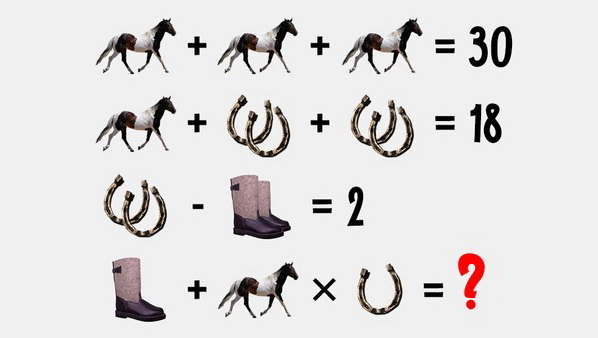 + + = 30
+ + = 18
- = 2
+ × = ?